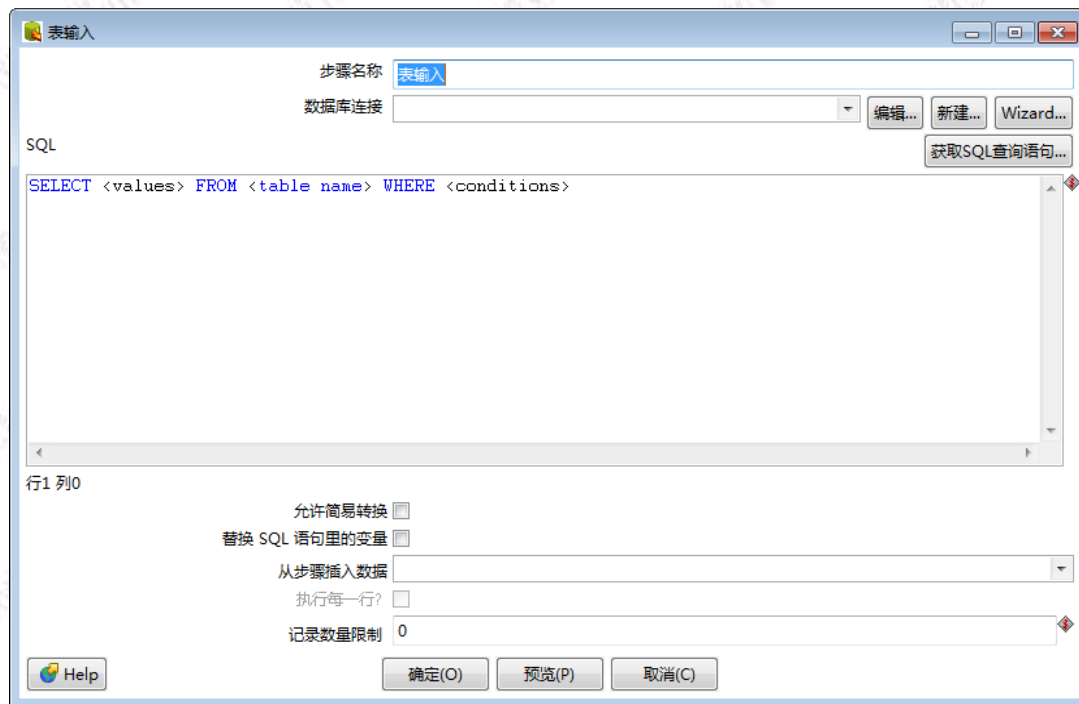 表输入
步骤名称 表输入
数据库连接 编辑... 新建... Wizard...
SQL 获取SQL查询语句...
SELECT <values> FROM <table name> WHERE <conditions>
行1 列0
允许简易转换
替换 SQL 语句里的变量
从步骤插入数据
执行每一行?
记录数量限制 0
Help 确定(O) 预览(P) 取消(C)